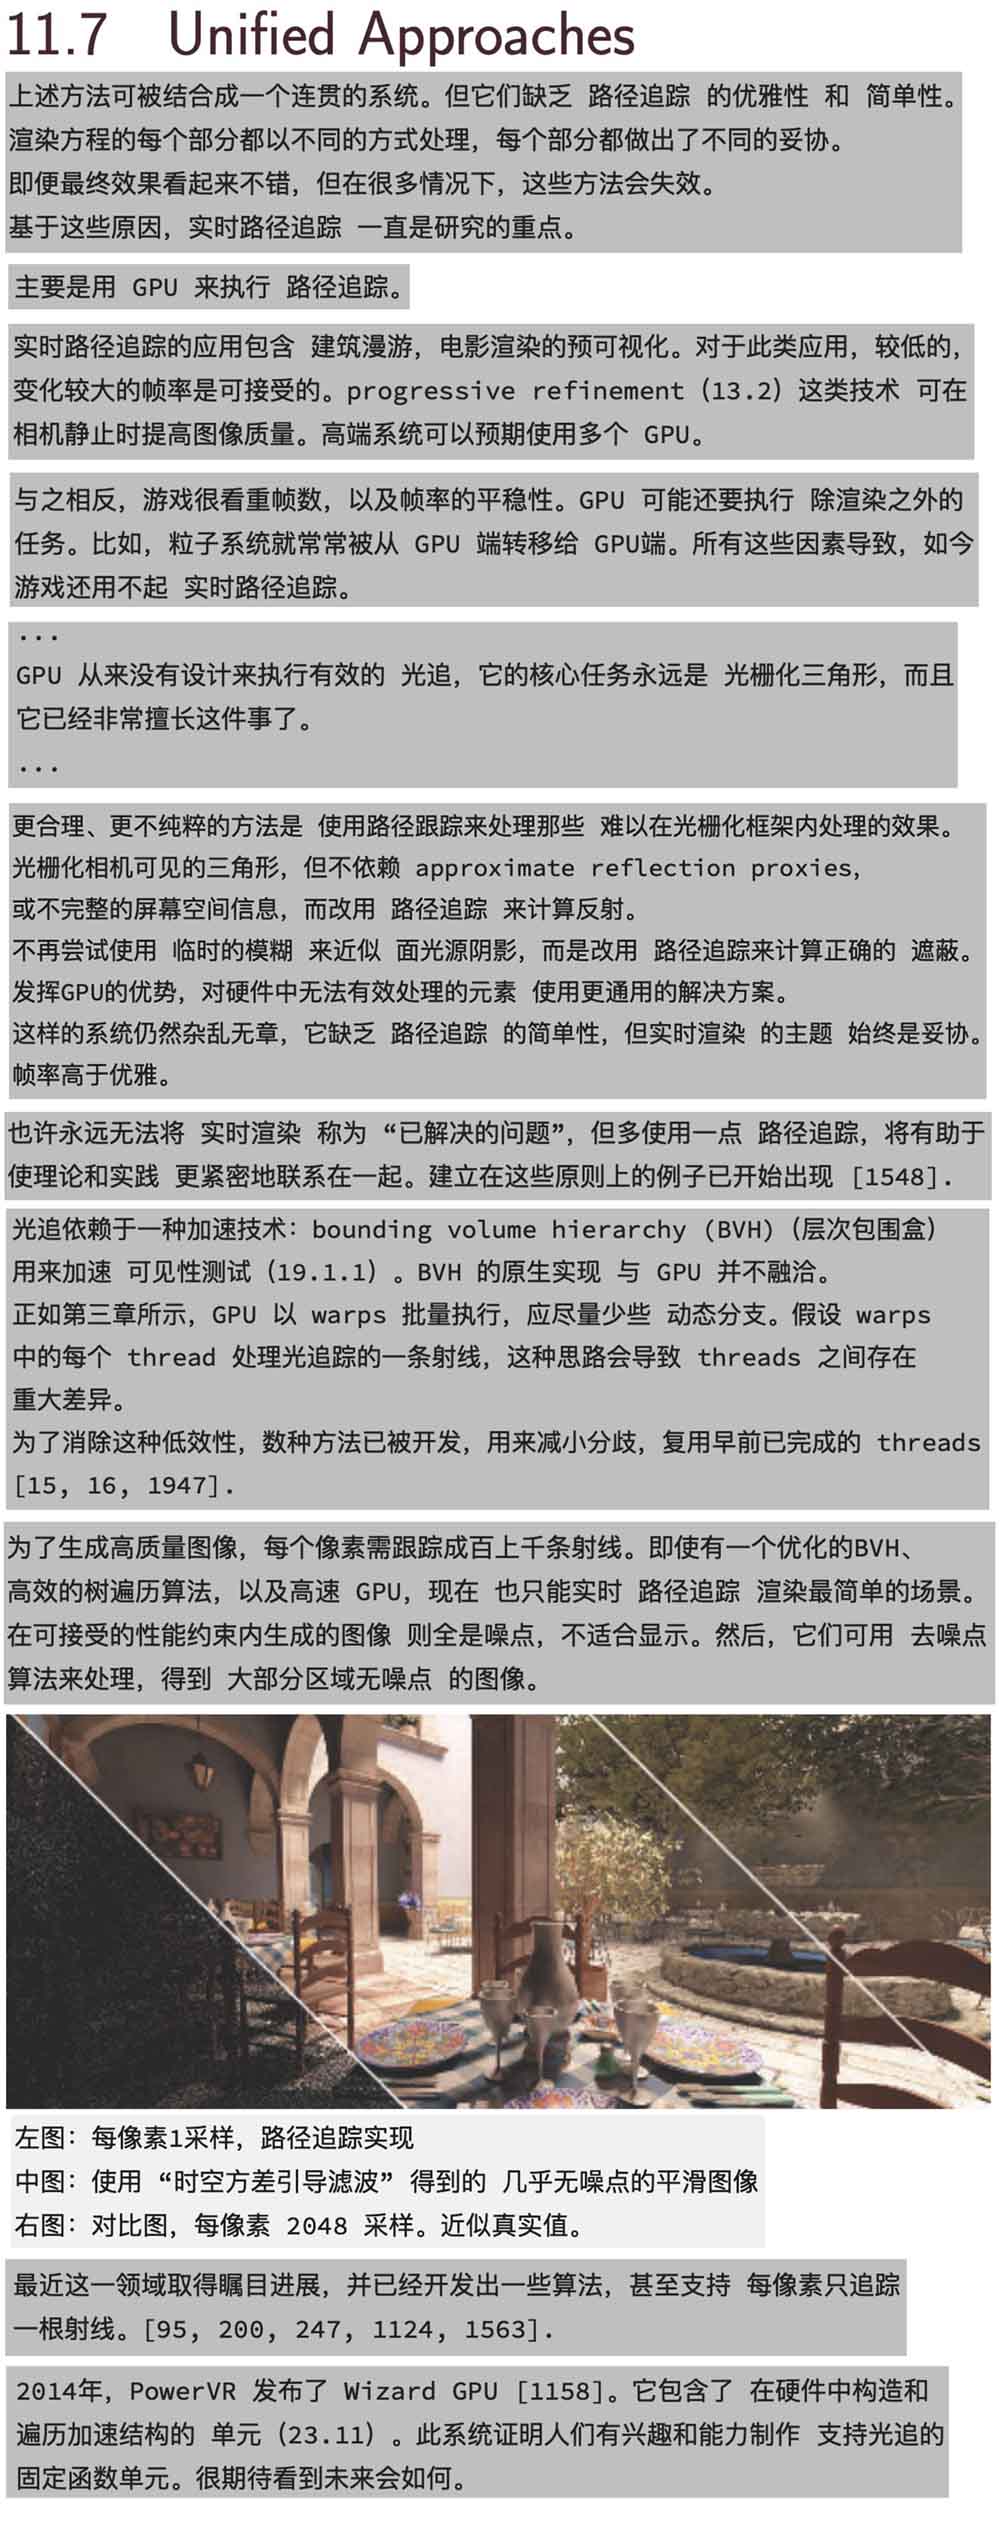 11.7 Unified Approaches
上述方法可被结合成一个连贯的系统。但它们缺乏 路径追踪 的优雅性 和 简单性。
渲染方程的每个部分都以不同的方式处理，每个部分都做出了不同的妥协。
即便最终效果看起来不错，但在很多情况下，这些方法会失效。
基于这些原因，实时路径追踪 一直是研究的重点。
主要是用 GPU 来执行 路径追踪。
实时路径追踪的应用包含 建筑漫游，电影渲染的预可视化。对于此类应用，较低的，
变化较大的帧率是可接受的。progressive refinement（13.2）这类技术 可在
相机静止时提高图像质量。高端系统可以预期使用多个 GPU。
与之相反，游戏很看重帧数，以及帧率的平稳性。GPU 可能还要执行 除渲染之外的
任务。比如，粒子系统就常常被从 GPU 端转移给 GPU端。所有这些因素导致，如今
游戏还用不起 实时路径追踪。
...
GPU 从来没有设计来执行有效的 光追，它的核心任务永远是 光栅化三角形，而且
它已经非常擅长这件事了。
...
更合理、更不纯粹的方法是 使用路径跟踪来处理那些 难以在光栅化框架内处理的效果。
光栅化相机可见的三角形，但不依赖 approximate reflection proxies，
或不完整的屏幕空间信息，而改用 路径追踪 来计算反射。
不再尝试使用 临时的模糊 来近似 面光源阴影，而是改用 路径追踪来计算正确的 遮蔽。
发挥GPU的优势，对硬件中无法有效处理的元素 使用更通用的解决方案。
这样的系统仍然杂乱无章，它缺乏 路径追踪 的简单性，但实时渲染 的主题 始终是妥协。
帧率高于优雅。
也许永远无法将 实时渲染 称为 “已解决的问题”，但多使用一点 路径追踪，将有助于
使理论和实践 更紧密地联系在一起。建立在这些原则上的例子已开始出现 [1548].
光追依赖于一种加速技术：bounding volume hierarchy (BVH)（层次包围盒）
用来加速 可见性测试（19.1.1）。BVH 的原生实现 与 GPU 并不融洽。
正如第三章所示，GPU 以 warps 批量执行，应尽量少些 动态分支。假设 warps
中的每个 thread 处理光追踪的一条射线，这种思路会导致 threads 之间存在
重大差异。
为了消除这种低效性，数种方法已被开发，用来减小分歧，复用早前已完成的 threads
[15, 16, 1947].
为了生成高质量图像，每个像素需跟踪成百上千条射线。即使有一个优化的BVH、
高效的树遍历算法，以及高速 GPU，现在 也只能实时 路径追踪 渲染最简单的场景。
在可接受的性能约束内生成的图像 则全是噪点，不适合显示。然后，它们可用 去噪点
算法来处理，得到 大部分区域无噪点 的图像。
左图：每像素1采样，路径追踪实现
中图：使用 “时空方差引导滤波” 得到的 几乎无噪点的平滑图像
右图：对比图，每像素 2048 采样。近似真实值。
最近这一领域取得瞩目进展，并已经开发出一些算法，甚至支持 每像素只追踪
一根射线。[95, 200, 247, 1124, 1563].
2014年，PowerVR 发布了 Wizard GPU [1158]。它包含了 在硬件中构造和
遍历加速结构的 单元（23.11）。此系统证明人们有兴趣和能力制作 支持光追的
固定函数单元。很期待看到未来会如何。